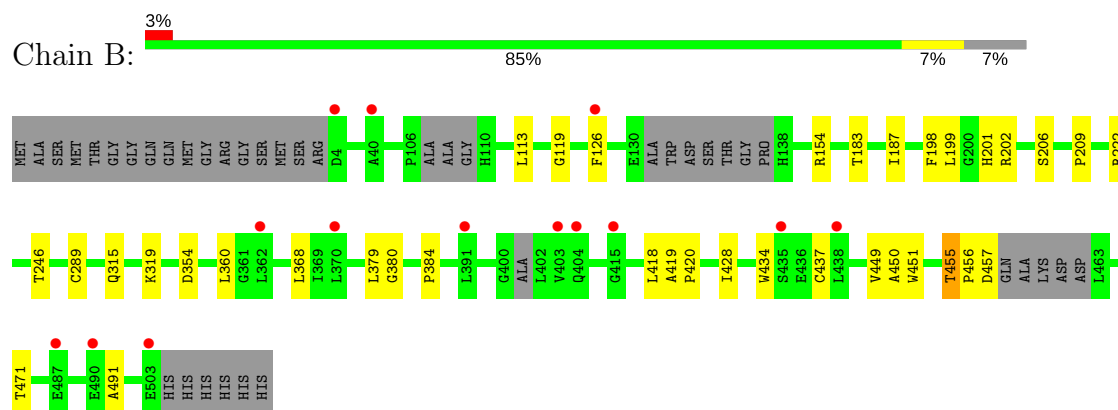 3%
Chain B:
85% 7% 7%
MET ALA SER MET THR GLY GLY GLN GLN MET GLY ARG GLY SER MET SER ARG D4 A40 P106 ALA ALA GLY H110 L113 G119 F126 E130 ALA TRP ASP SER THR GLY PRO H138 R154 T183 I187 F198 L199 G200 H201 R202 S206 P209
T246 C289 Q315 K319 D354 L360 G361 L362 L368 I369 L370 L379 G380 P384 L391 G400 ALA L402 V403 Q404 G415 L418 A419 P420 I428 W434 S435 E436 C437 L438 V449 A450 W451 T455 P456 D457 GLN ALA LYS ASP ASP L463
T471 E487 E490 A491 E503 HIS HIS HIS HIS HIS HIS